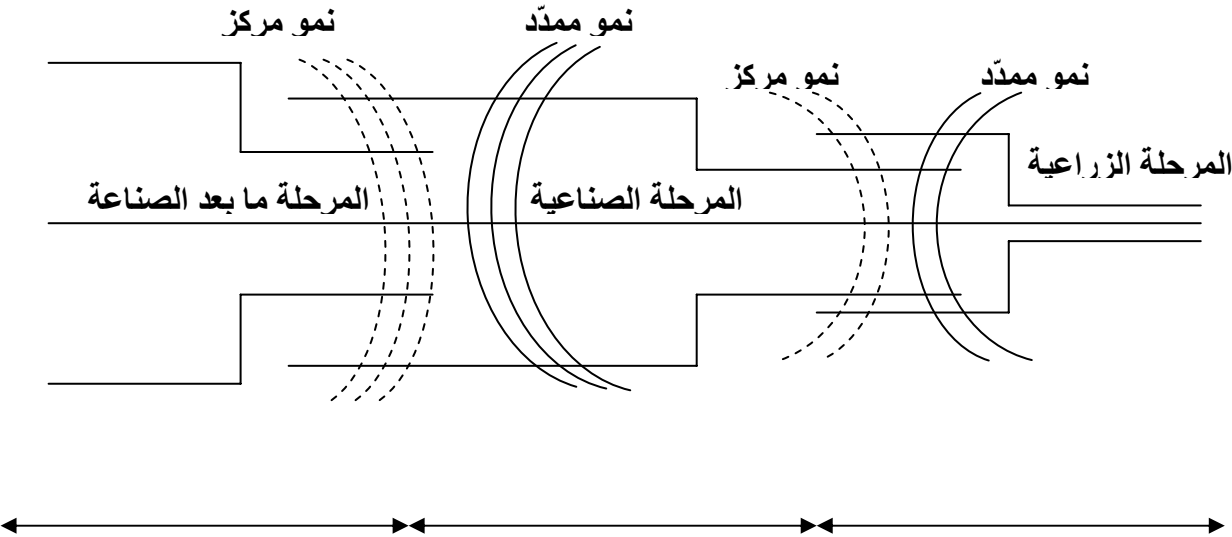 نمو ممدّد
نمو مركز
نمو ممدّد
نمو مركز
المرحلة الزراعية
المرحلة الصناعية
المرحلة ما بعد الصناعة